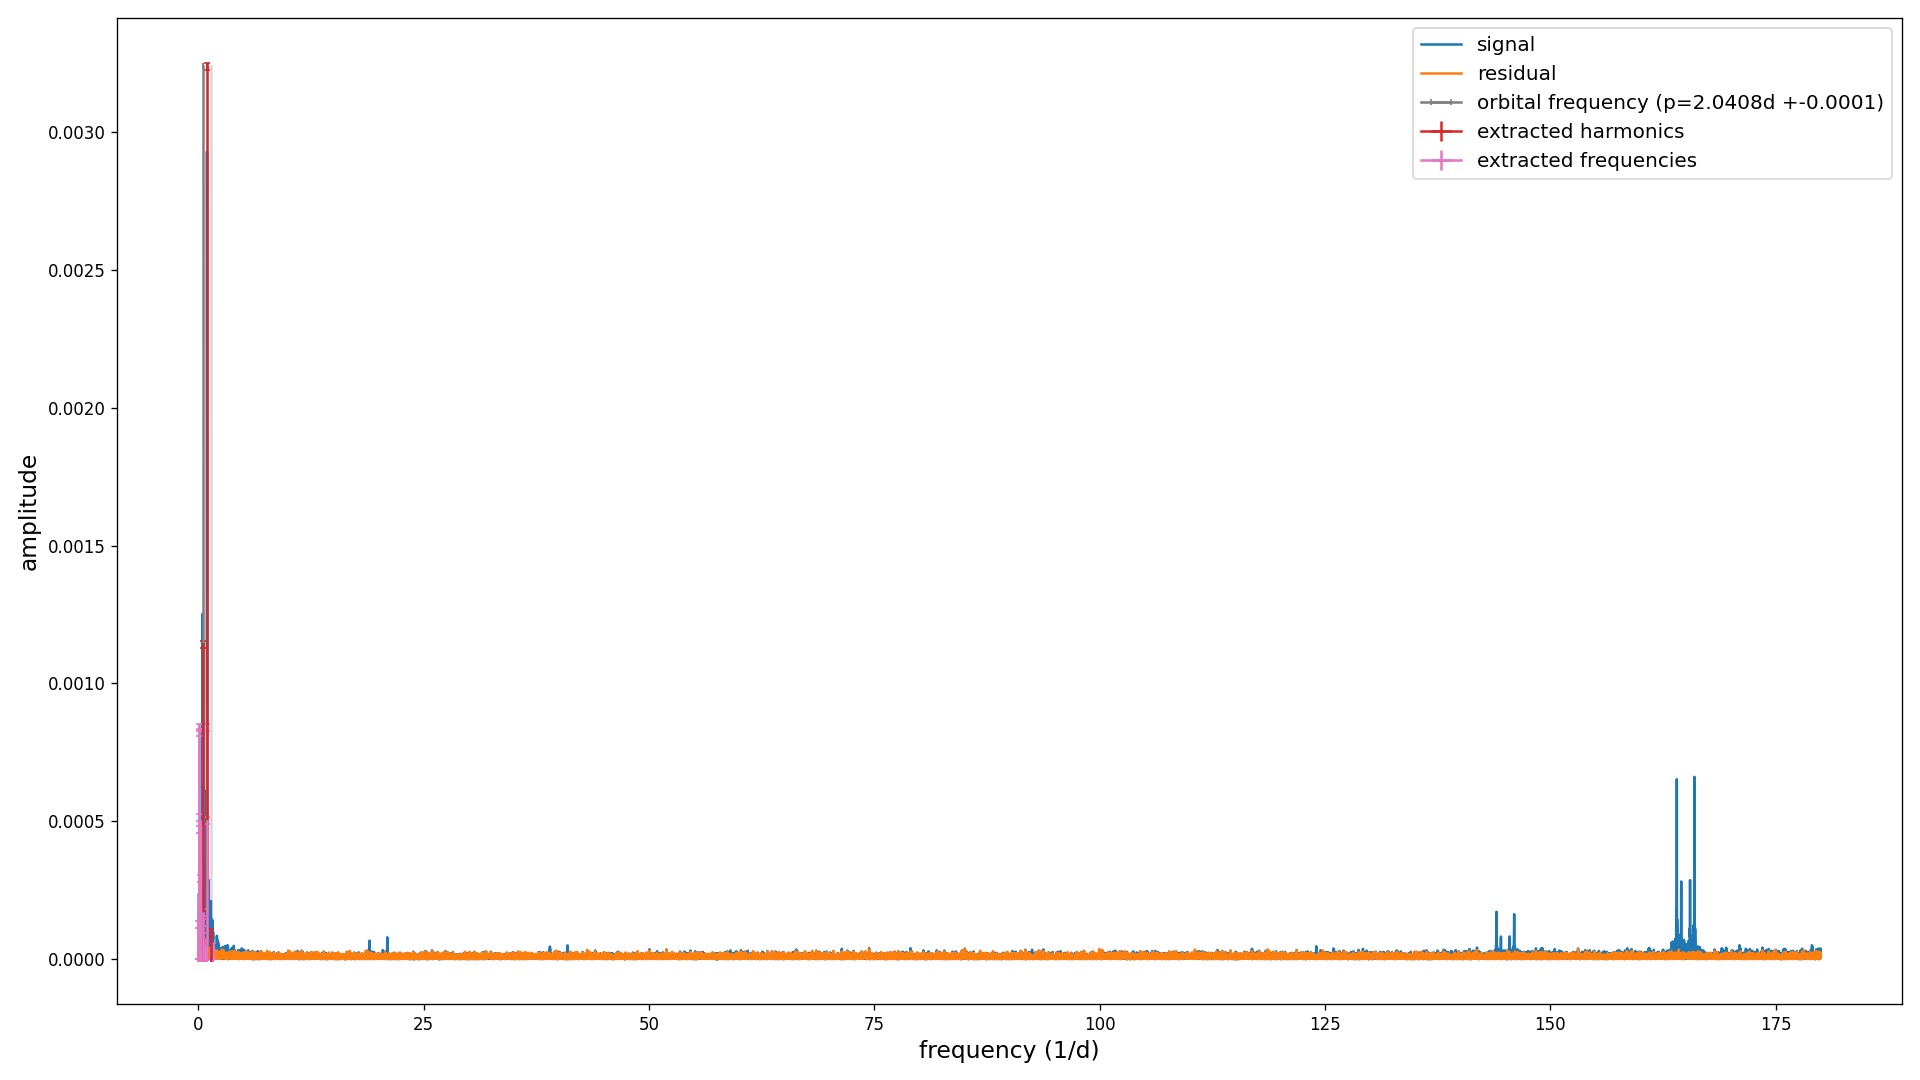 signal
residual
orbital frequency (p=2.0408d +-0.0001)
extracted harmonics
extracted frequencies
amplitude
0.0030
0.0025
0.0020
0.0015
0.0010
0.0005
0.0000
0 25 50 75 100 125 150 175
frequency (1/d)